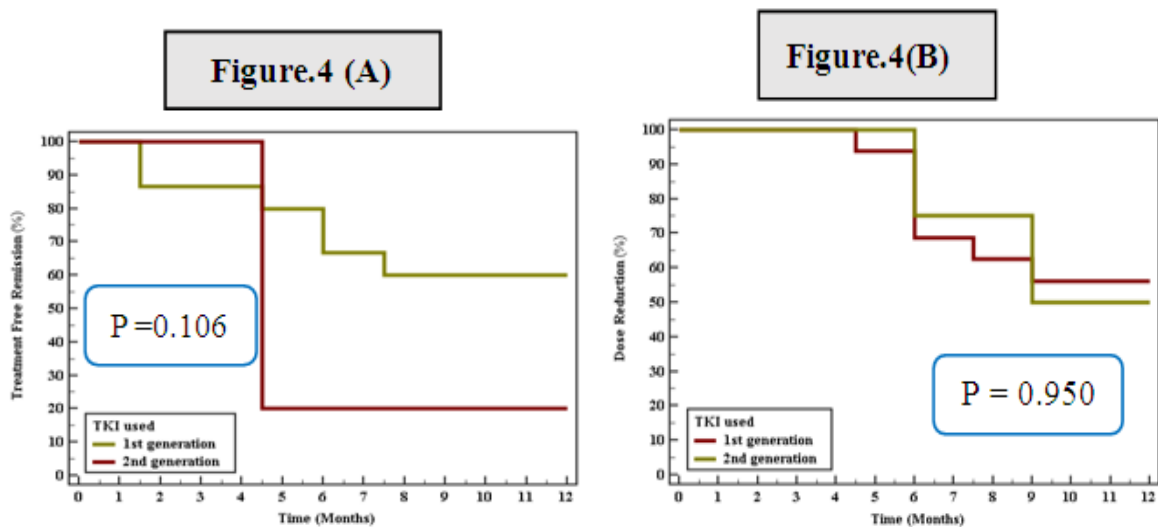 Figure.4 (A)
Figure.4(B)
100
90
80
70
60
50
40
30
20
10
0
Treatment Free Remission (%)
P =0.106
TKI used
1st generation
2nd generation
0 1 2 3 4 5 6 7 8 9 10 11 12
Time (Months)
100
90
80
70
60
50
40
30
20
10
0
Dose Reduction (%)
P = 0.950
TKI used
1st generation
2nd generation
0 1 2 3 4 5 6 7 8 9 10 11 12
Time (Months)